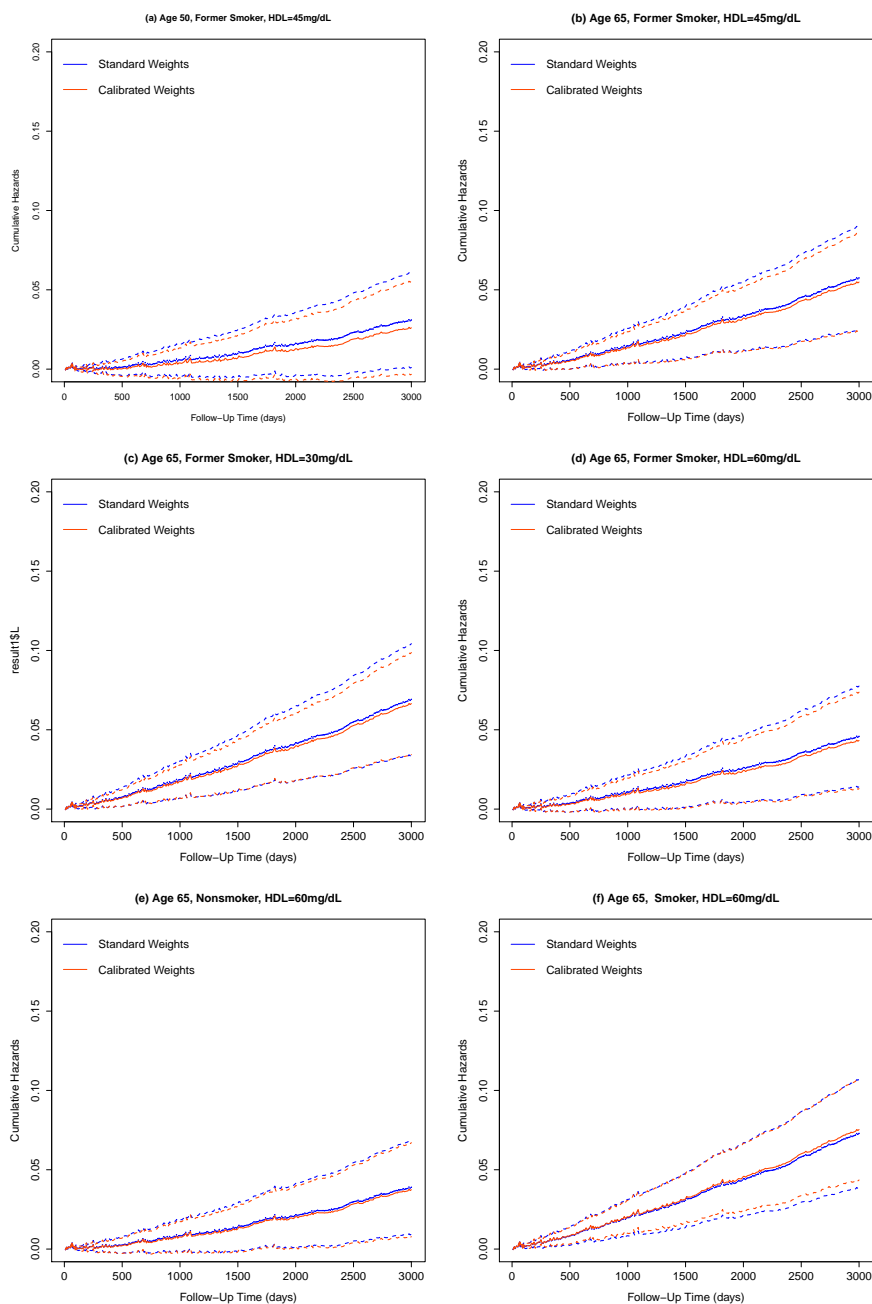 (a) Age 50, Former Smoker, HDL=45mg/dL
Standard Weights
Calibrated Weights
Cumulative Hazards
0.00 0.05 0.10 0.15 0.20
0 500 1000 1500 2000 2500 3000
Follow−Up Time (days)
(b) Age 65, Former Smoker, HDL=45mg/dL
Standard Weights
Calibrated Weights
Cumulative Hazards
0.00 0.05 0.10 0.15 0.20
0 500 1000 1500 2000 2500 3000
Follow−Up Time (days)
(c) Age 65, Former Smoker, HDL=30mg/dL
Standard Weights
Calibrated Weights
result1$L
0.00 0.05 0.10 0.15 0.20
0 500 1000 1500 2000 2500 3000
Follow−Up Time (days)
(d) Age 65, Former Smoker, HDL=60mg/dL
Standard Weights
Calibrated Weights
Cumulative Hazards
0.00 0.05 0.10 0.15 0.20
0 500 1000 1500 2000 2500 3000
Follow−Up Time (days)
(e) Age 65, Nonsmoker, HDL=60mg/dL
Standard Weights
Calibrated Weights
Cumulative Hazards
0.00 0.05 0.10 0.15 0.20
0 500 1000 1500 2000 2500 3000
Follow−Up Time (days)
(f) Age 65, Smoker, HDL=60mg/dL
Standard Weights
Calibrated Weights
Cumulative Hazards
0.00 0.05 0.10 0.15 0.20
0 500 1000 1500 2000 2500 3000
Follow−Up Time (days)